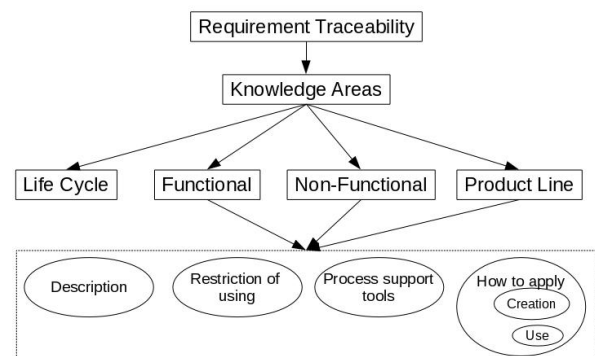 Requirement Traceability
Knowledge Areas
Life Cycle
Functional
Non-Functional
Product Line
Description
Restriction of
using
Process support
tools
How to apply
Creation
Use